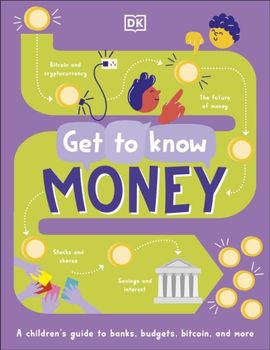 DK
Bitcoin and
cryptocurrency
The future
of money
Get to know
MONEY
Stocks and
shares
Savings and
interest
A children's guide to banks, budgets, bitcoin, and more